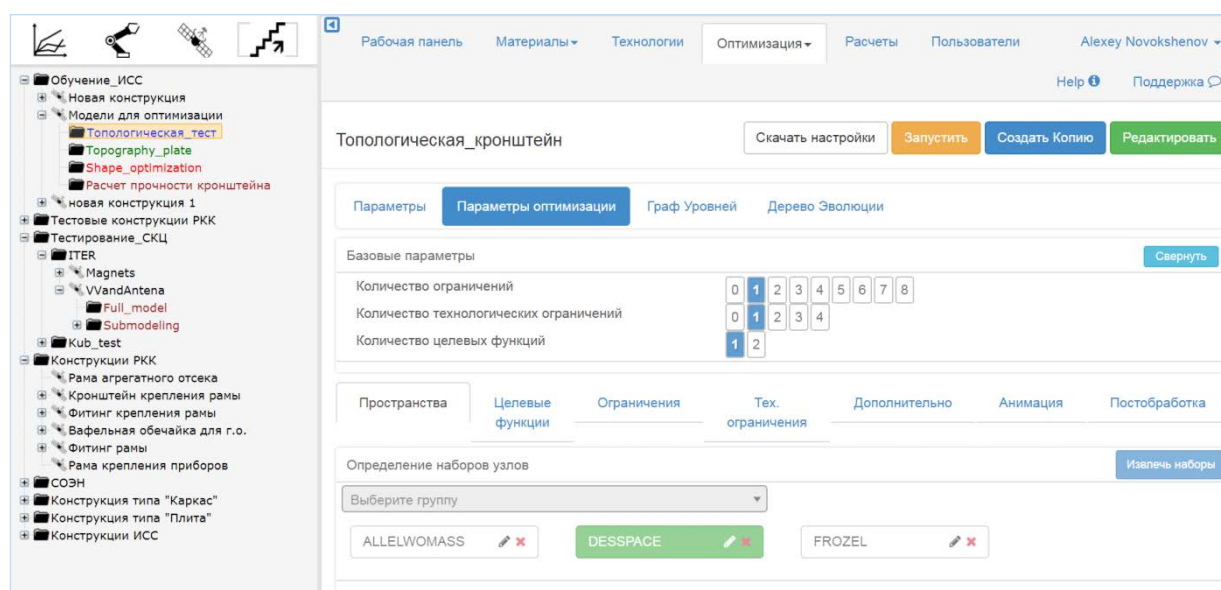 Обучение_ИСС
Новая конструкция
Модели для оптимизации
Топологическая_тест
Topography_plate
Shape_optimization
Расчет прочности кронштейна
новая конструкция 1
Тестовые конструкции РКК
Тестирование_СКЦ
ITER
Magnets
VVandAntena
Full_model
Submodeling
Kub_test
Конструкции РКК
Рама агрегатного отсека
Кронштейн крепления рамы
Фитинг крепления рамы
Вафельная обечайка для г.о.
Фитинг рамы
Рама крепления приборов
СОЭН
Конструкция типа "Каркас"
Конструкция типа "Плита"
Конструкции ИСС
Рабочая панель Материалы Технологии Оптимизация Расчеты Пользователи Alexey Novokshenov
Help Поддержка
Топологическая_кронштейн Скачать настройки Запустить Создать Копию Редактировать
Параметры Параметры оптимизации Граф Уровней Дерево Эволюции
Базовые параметры Свернуть
Количество ограничений 0 1 2 3 4 5 6 7 8
Количество технологических ограничений 0 1 2 3 4
Количество целевых функций 1 2
Пространства Целевые функции Ограничения Тех. ограничения Дополнительно Анимация Постобработка
Определение наборов узлов Извлечь наборы
Выберите группу
ALLELWOMASS DESSPACE FROZEL